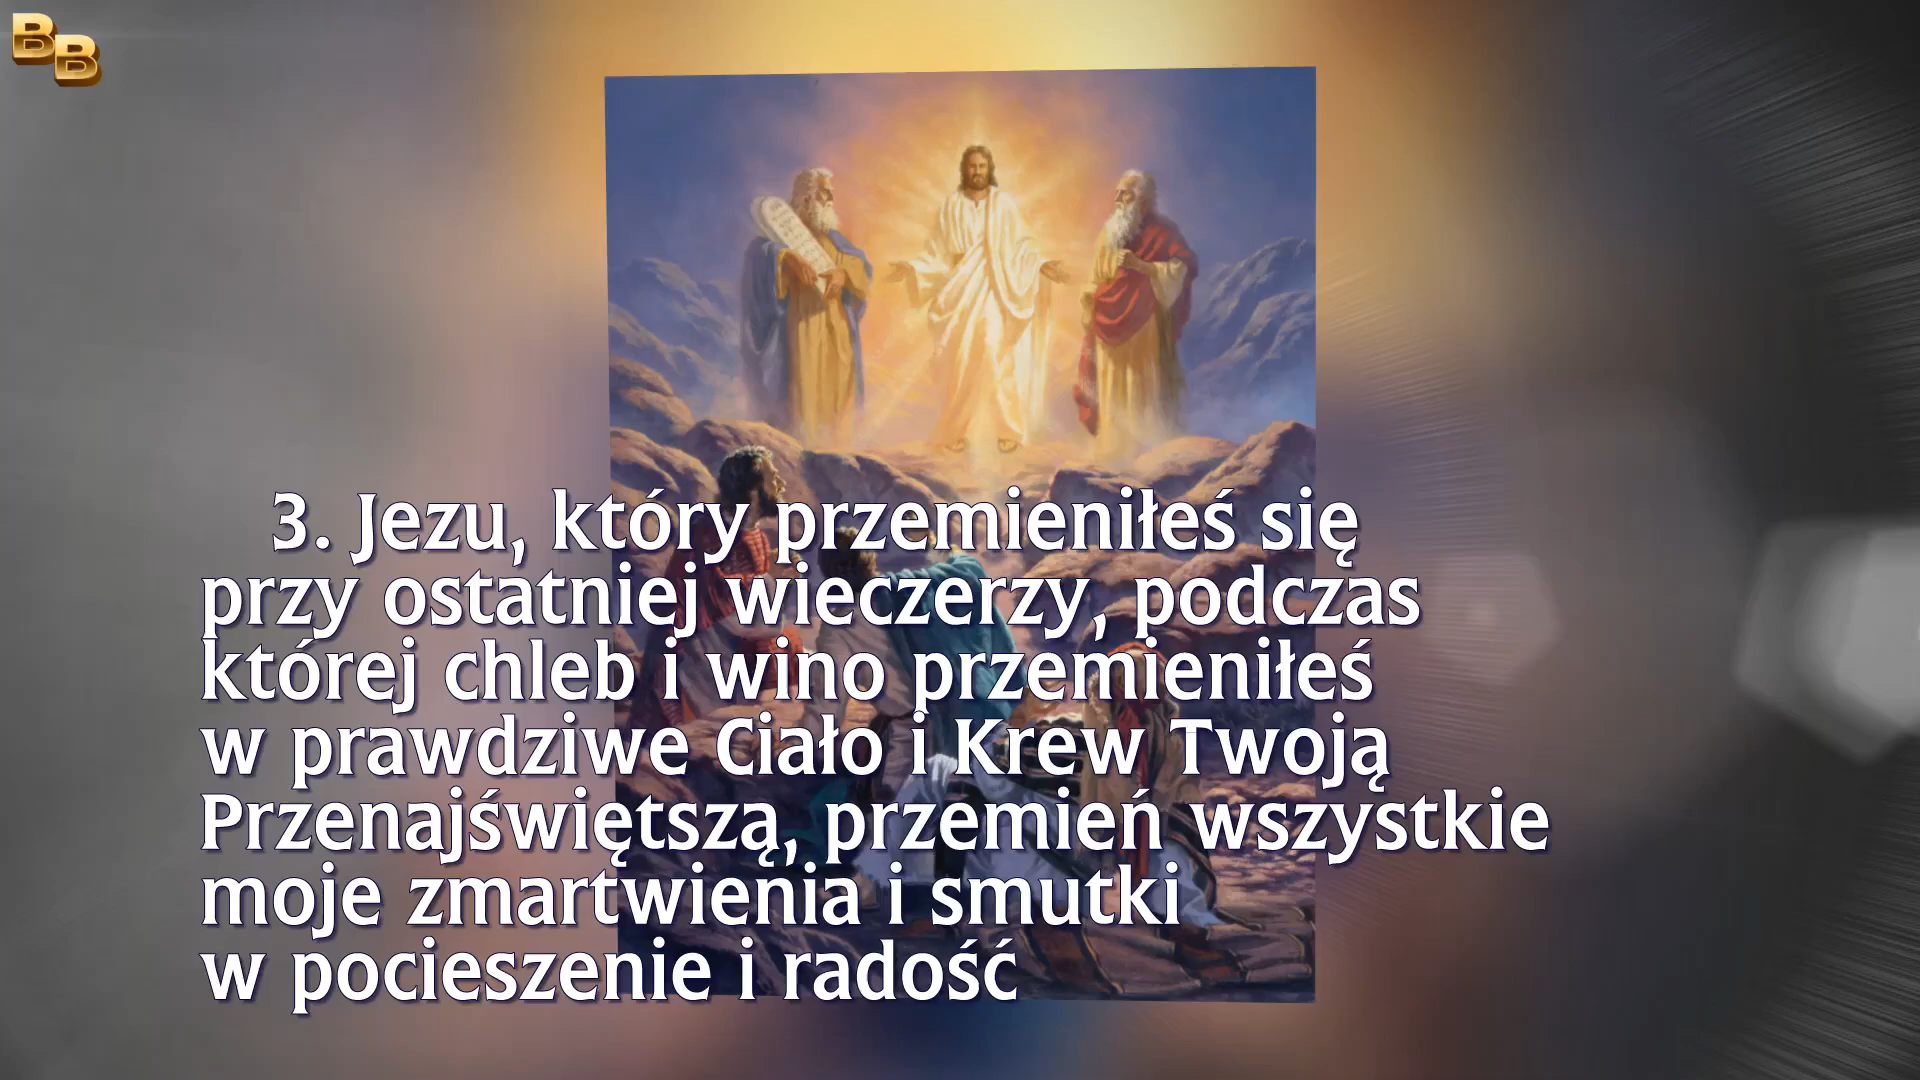 BB
3. Jezu, który przemieniłeś się
przy ostatniej wieczerzy, podczas
której chleb i wino przemieniłeś
w prawdziwe Ciało i Krew Twoją
Przenajświętszą, przemień wszystkie
moje zmartwienia i smutki
w pocieszenie i radość